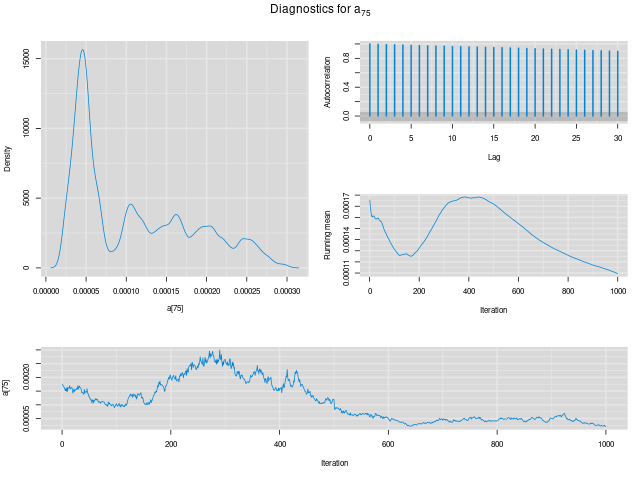 Diagnostics for a75
Density
15000
10000
5000
0
0.00000 0.00005 0.00010 0.00015 0.00020 0.00025 0.00030
a[75]
Autocorrelation
0.8
0.4
0.0
0 5 10 15 20 25 30
Lag
Running mean
0.00017
0.00014
0.00011
0 200 400 600 800 1000
Iteration
a[75]
0.00020
0.00005
0 200 400 600 800 1000
Iteration